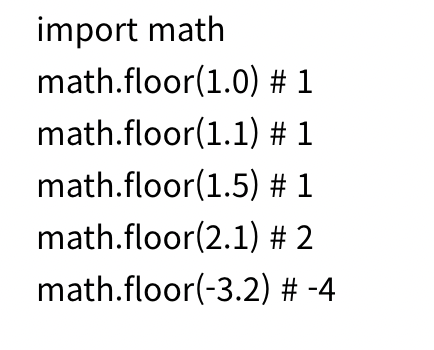 import math
math.floor(1.0) # 1
math.floor(1.1) # 1
math.floor(1.5) # 1
math.floor(2.1) # 2
math.floor(-3.2) # -4